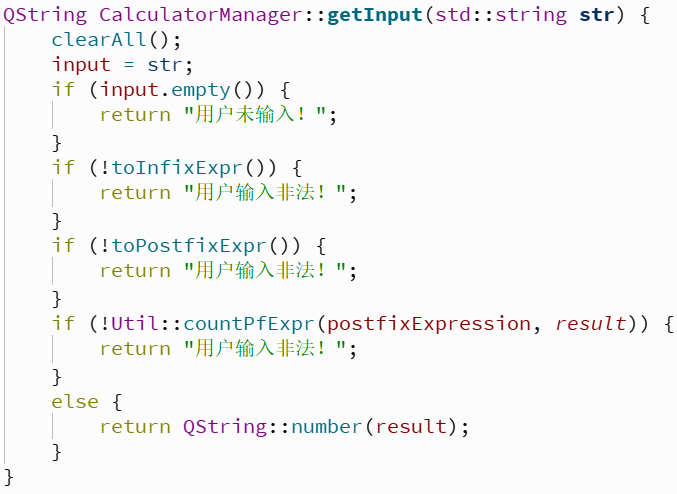 QString CalculatorManager::getInput(std::string str) {
    clearAll();
    input = str;
    if (input.empty()) {
        return "用户未输入！";
    }
    if (!toInfixExpr()) {
        return "用户输入非法！";
    }
    if (!toPostfixExpr()) {
        return "用户输入非法！";
    }
    if (!Util::countPfExpr(postfixExpression, result)) {
        return "用户输入非法！";
    }
    else {
        return QString::number(result);
    }
}